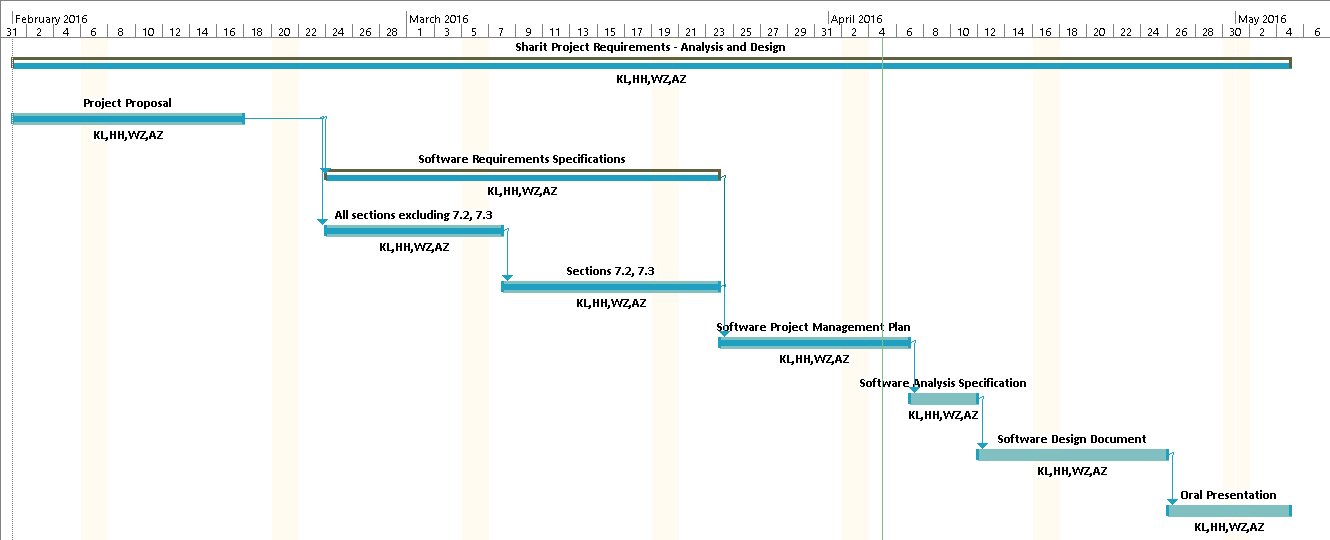 February 2016 March 2016 April 2016 May 2016
31 2 4 6 8 10 12 14 16 18 20 22 24 26 28 1 3 5 7 9 11 13 15 17 19 21 23 25 27 29 31 2 4 6 8 10 12 14 16 18 20 22 24 26 28 30 2 4 6
Sharit Project Requirements - Analysis and Design
KL,HH,WZ,AZ
Project Proposal
KL,HH,WZ,AZ
Software Requirements Specifications
KL,HH,WZ,AZ
All sections excluding 7.2, 7.3
KL,HH,WZ,AZ
Sections 7.2, 7.3
KL,HH,WZ,AZ
Software Project Management Plan
KL,HH,WZ,AZ
Software Analysis Specification
KL,HH,WZ,AZ
Software Design Document
KL,HH,WZ,AZ
Oral Presentation
KL,HH,WZ,AZ